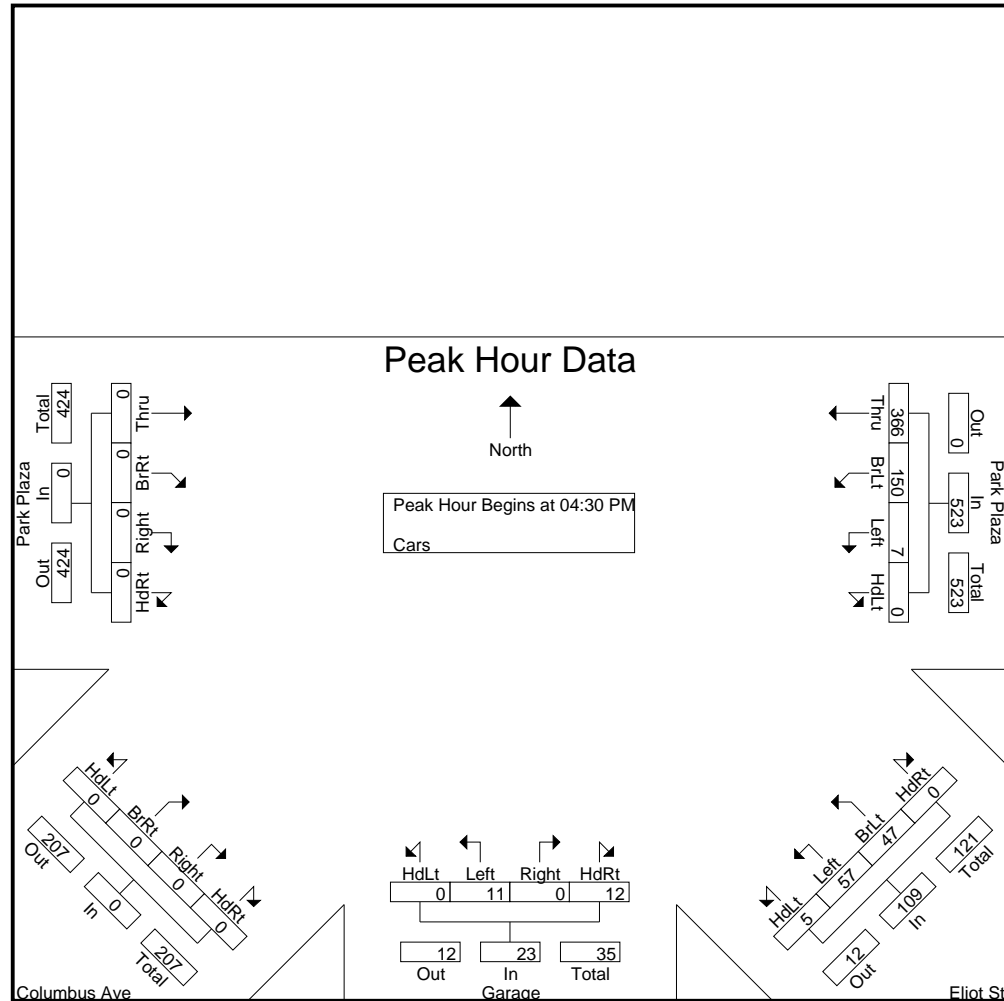 Peak Hour Data
North
Peak Hour Begins at 04:30 PM
Cars
Park Plaza
Total
424
In
0
Out
424
0
0
0
0
Thru
BrRt
Right
HdRt
Thru
BrLt
Left
HdLt
366
150
7
0
Out
0
In
523
Total
523
Park Plaza
HdLt
BrRt
Right
HdRt
0
0
0
0
207
Out
0
In
207
Total
Columbus Ave
HdLt Left Right HdRt
0 11 0 12
12 23 35
Out In Total
Garage
HdRt
BrLt
Left
HdLt
0
47
57
5
121
Total
109
In
12
Out
Eliot St